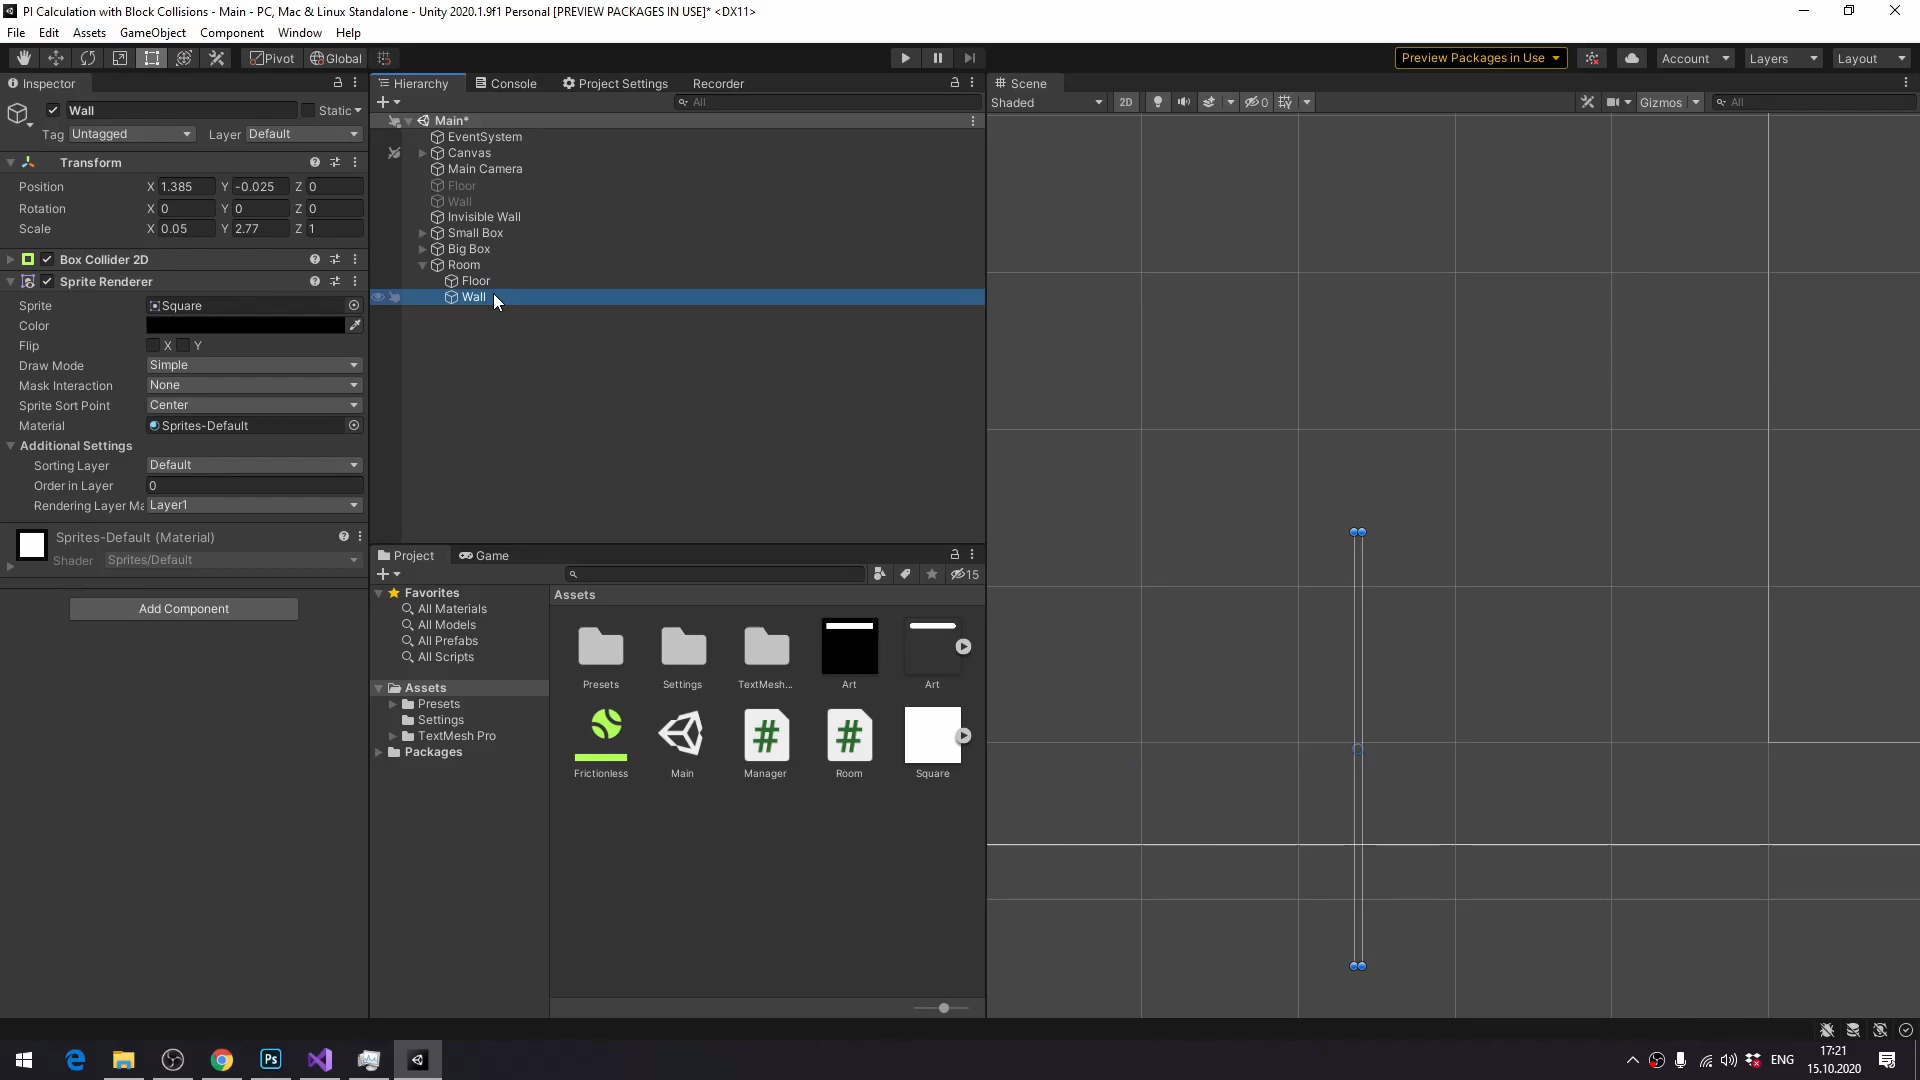 PI Calculation with Block Collisions - Main - PC, Mac & Linux Standalone - Unity 2020.1.9f1 Personal [PREVIEW PACKAGES IN USE]* <DX11>
File Edit Assets GameObject Component Window Help
Pivot Global Preview Packages in Use Account Layers Layout
Inspector
Wall Static
Tag Untagged Layer Default
Transform
Position X 1.385 Y -0.025 Z 0
Rotation X 0 Y 0 Z 0
Scale X 0.05 Y 2.77 Z 1
Box Collider 2D
Sprite Renderer
Sprite Square
Color
Flip X Y
Draw Mode Simple
Mask Interaction None
Sprite Sort Point Center
Material Sprites-Default
Additional Settings
Sorting Layer Default
Order in Layer 0
Rendering Layer Ma Layer1
Sprites-Default (Material)
Shader Sprites/Default
Add Component
Hierarchy Console Project Settings Recorder
All
Main*
EventSystem
Canvas
Main Camera
Floor
Wall
Invisible Wall
Small Box
Big Box
Room
Floor
Wall
Project Game
15
Favorites
All Materials
All Models
All Prefabs
All Scripts
Assets
Presets
Settings
TextMesh Pro
Packages
Assets
Presets Settings TextMesh... Art Art
Frictionless Main Manager Room Square
Scene
Shaded 2D 0 Gizmos All
Ps
ENG
17:21
15.10.2020